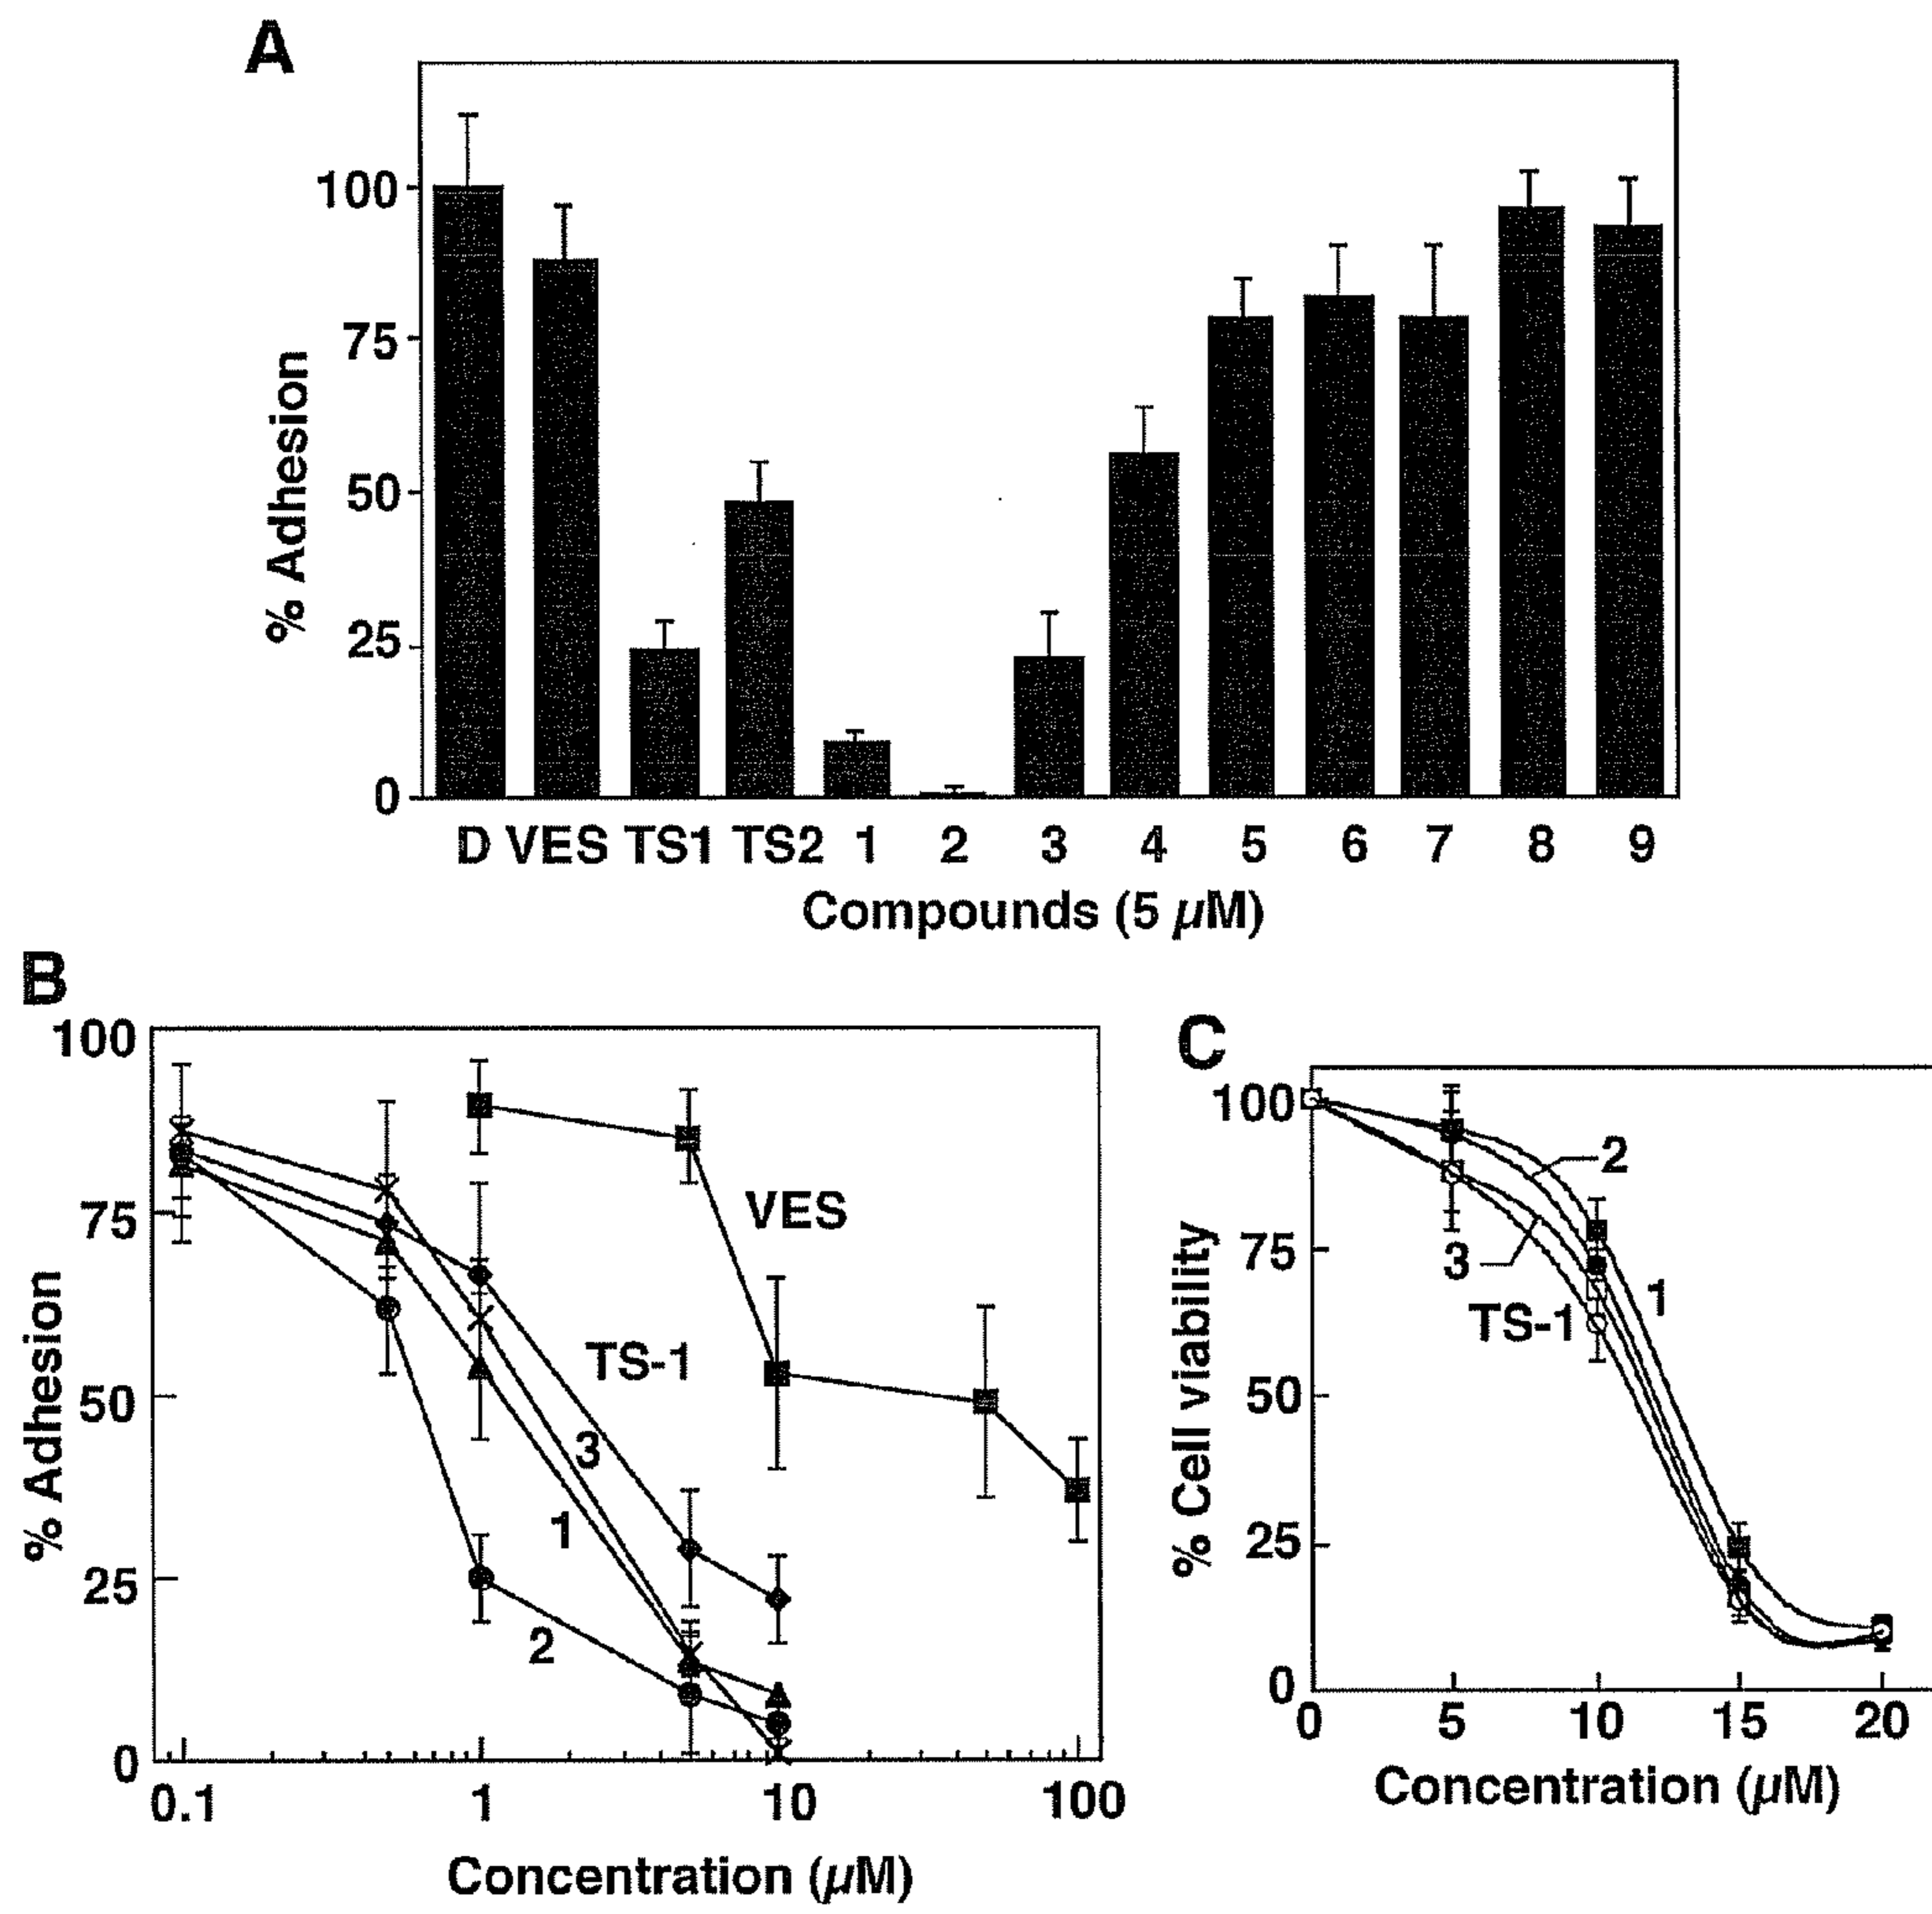 A
100
75
50
25
0
% Adhesion
D VES TS1 TS2 1 2 3 4 5 6 7 8 9
Compounds (5 μM)
B
100
75
50
25
0
% Adhesion
VES
TS-1
3
1
2
0.1 1 10 100
Concentration (μM)
C
100
75
50
25
0
% Cell viability
2
3
TS-1
1
0 5 10 15 20
Concentration (μM)